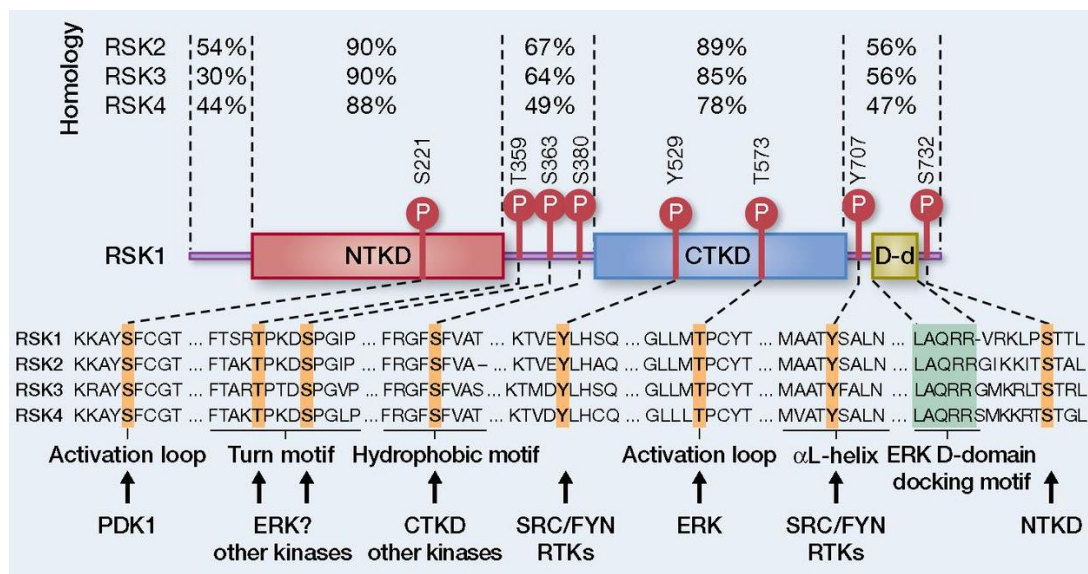 Homology
RSK2 54% 90% 67% 89% 56%
RSK3 30% 90% 64% 85% 56%
RSK4 44% 88% 49% 78% 47%
S221 T359 S363 S380 Y529 T573 Y707 S732
P P P P P P P P
RSK1 NTKD CTKD D-d
RSK1 KKAYSFCGT ... FTSRTPKDSPGIP ... FRGFSFVAT ... KTVEYLHSQ ... GLLMTPCYT ... MAATYSALN ... LAQRR-VRKLPSTTL
RSK2 KKAYSFCGT ... FTAKTPKDSPGIP ... FRGFSFVA- ... KTVEYLHAQ ... GLLMTPCYT ... MAATYSALN ... LAQRRGIKKITSTAL
RSK3 KRAYSFCGT ... FTARTPTDSPGVP ... FRGFSFVAS ... KTMDYLHSQ ... GLLMTPCYT ... MAATYFALN ... LAQRRGMKRLTSTRL
RSK4 KKAYSFCGT ... FTAKTPKDSPGLP ... FRGFSFVAT ... KTVDYLHCQ ... GLLLTPCYT ... MVATYSALN ... LAQRRSMKKRTSTGL
Activation loop Turn motif Hydrophobic motif Activation loop αL-helix ERK D-domain
docking motif
PDK1 ERK? CTKD SRC/FYN ERK SRC/FYN NTKD
other kinases other kinases RTKs RTKs